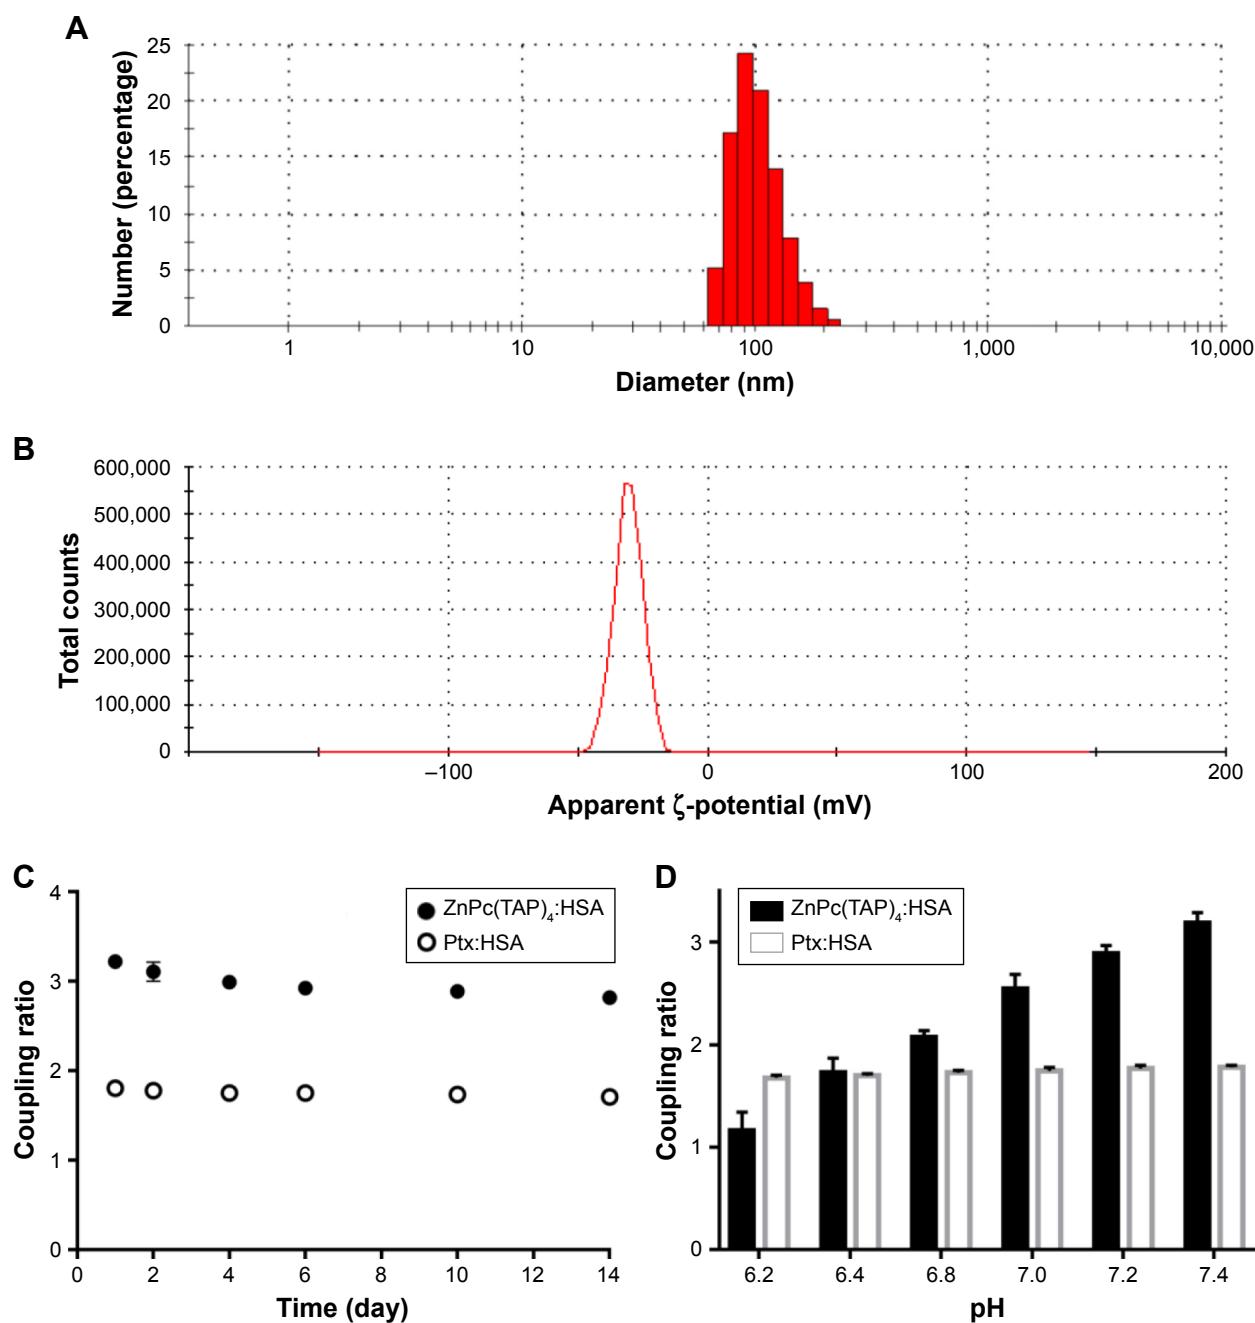 A
25
20
15
10
5
0
Number (percentage)
1
10
100
1,000
10,000
Diameter (nm)
B
600,000
500,000
400,000
300,000
200,000
100,000
0
Total counts
–100
0
100
200
Apparent ζ-potential (mV)
C
4
3
2
1
0
Coupling ratio
ZnPc(TAP)₄:HSA
Ptx:HSA
0
2
4
6
8
10
12
14
Time (day)
D
3
2
1
0
Coupling ratio
ZnPc(TAP)₄:HSA
Ptx:HSA
6.2
6.4
6.8
7.0
7.2
7.4
pH